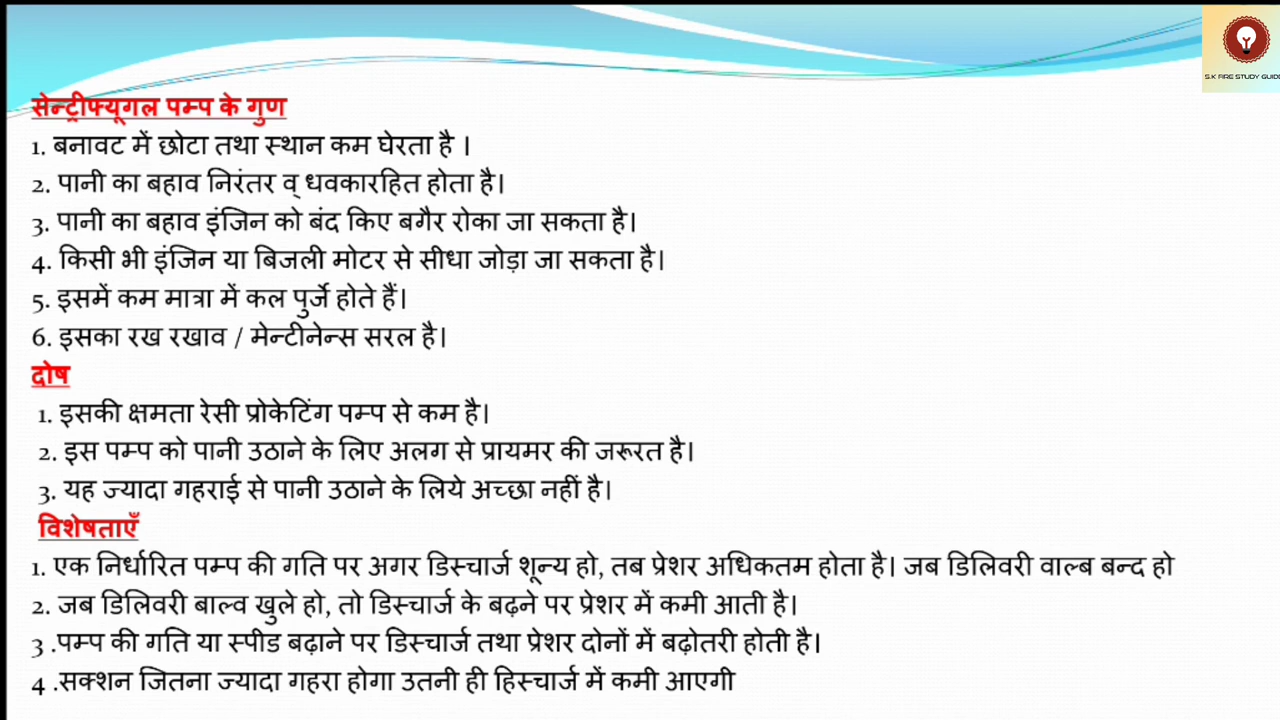 S.K FIRE STUDY GUID
सेन्ट्रीफ्यूगल पम्प के गुण
1. बनावट में छोटा तथा स्थान कम घेरता है ।
2. पानी का बहाव निरंतर व् धवकारहित होता है।
3. पानी का बहाव इंजिन को बंद किए बगैर रोका जा सकता है।
4. किसी भी इंजिन या बिजली मोटर से सीधा जोड़ा जा सकता है।
5. इसमें कम मात्रा में कल पुर्जे होते हैं।
6. इसका रख रखाव / मेन्टीनेन्स सरल है।
दोष
1. इसकी क्षमता रेसी प्रोकेटिंग पम्प से कम है।
2. इस पम्प को पानी उठाने के लिए अलग से प्रायमर की जरूरत है।
3. यह ज्यादा गहराई से पानी उठाने के लिये अच्छा नहीं है।
विशेषताएँ
1. एक निर्धारित पम्प की गति पर अगर डिस्चार्ज शून्य हो, तब प्रेशर अधिकतम होता है। जब डिलिवरी वाल्ब बन्द हो
2. जब डिलिवरी बाल्व खुले हो, तो डिस्चार्ज के बढ़ने पर प्रेशर में कमी आती है।
3 .पम्प की गति या स्पीड बढ़ाने पर डिस्चार्ज तथा प्रेशर दोनों में बढ़ोतरी होती है।
4 .सक्शन जितना ज्यादा गहरा होगा उतनी ही हिस्चार्ज में कमी आएगी